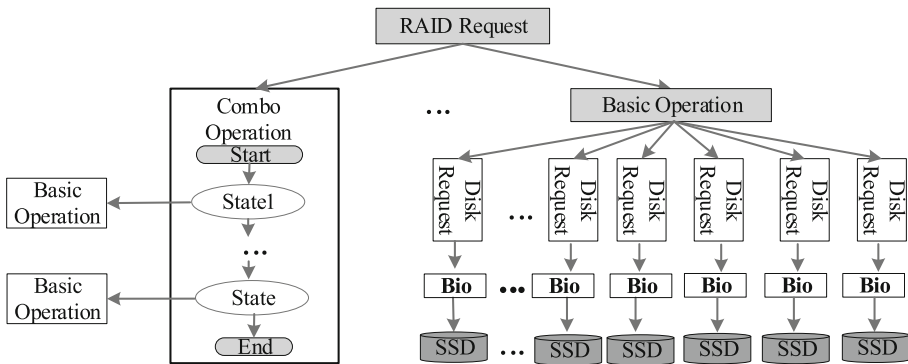 RAID Request
Combo
Operation
Start
State1
...
State
End
Basic
Operation
Basic
Operation
...
Basic Operation
Disk
Request
...
Disk
Request
Disk
Request
Disk
Request
Disk
Request
Disk
Request
Bio ... Bio Bio Bio Bio Bio
SSD ... SSD SSD SSD SSD SSD